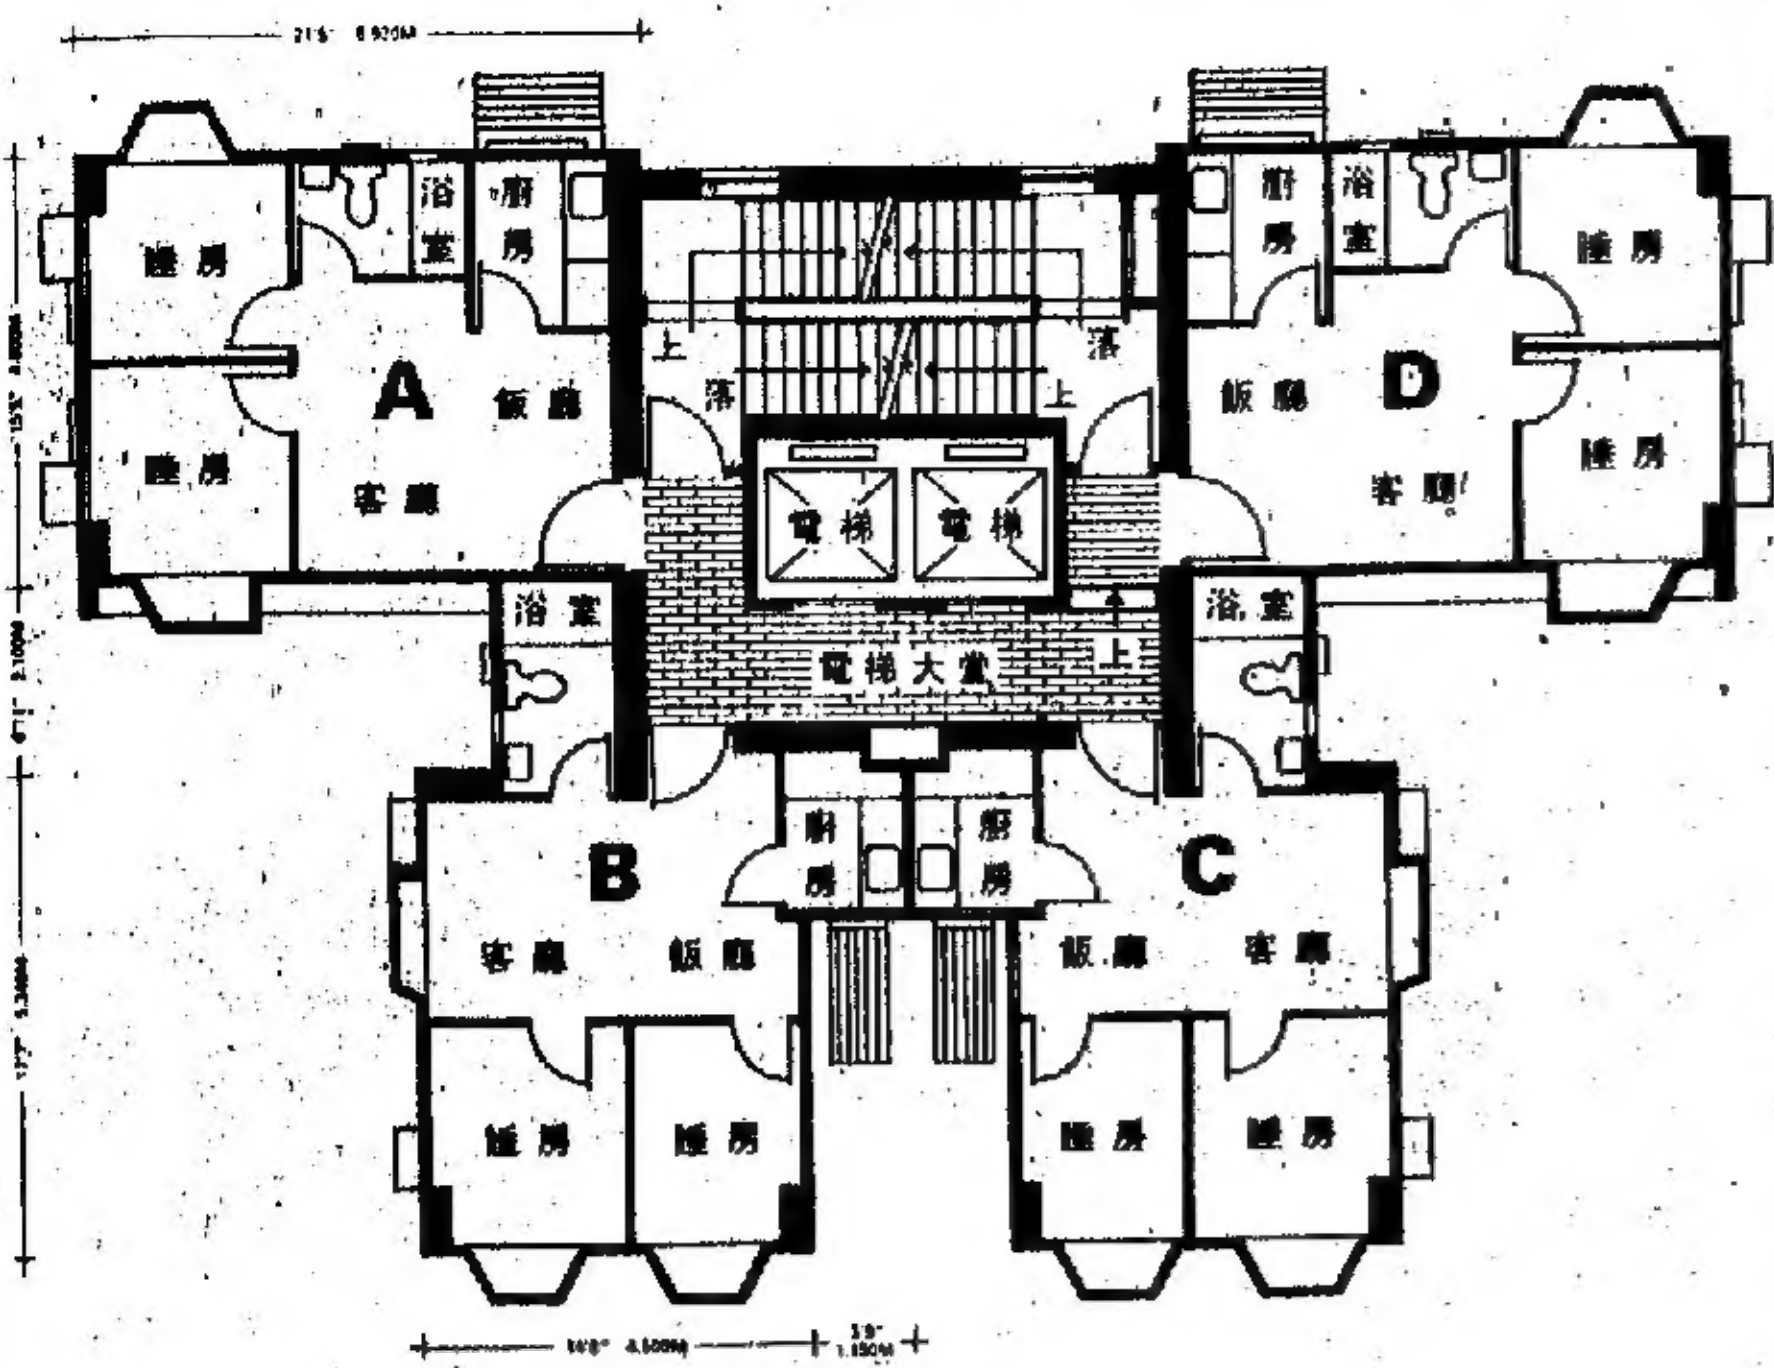 浴室
廚房
廚房
浴室
睡房
睡房
上
落
落
上
A
飯廳
飯廳
D
睡房
客廳
客廳
睡房
電梯
電梯
浴室
浴室
電梯大堂
上
B
廚房
廚房
C
客廳
飯廳
飯廳
客廳
睡房
睡房
睡房
睡房